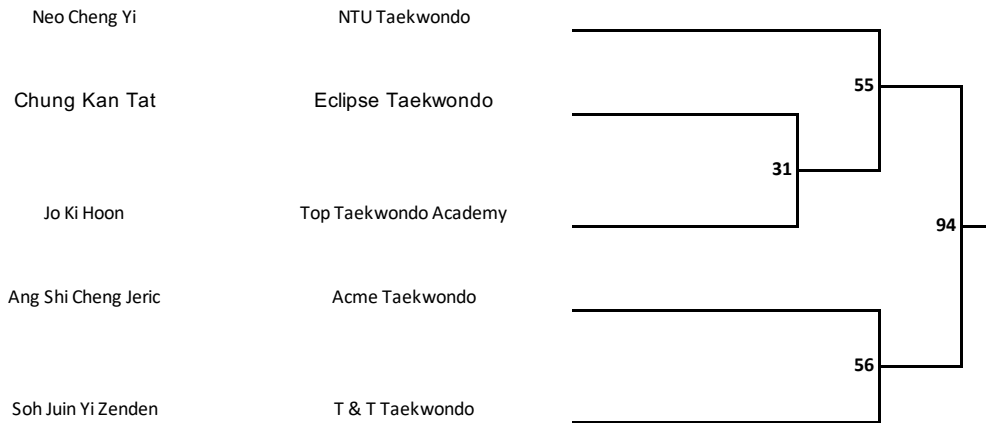 Neo Cheng Yi NTU Taekwondo
55
Chung Kan Tat Eclipse Taekwondo
31
Jo Ki Hoon Top Taekwondo Academy
94
Ang Shi Cheng Jeric Acme Taekwondo
56
Soh Juin Yi Zenden T & T Taekwondo